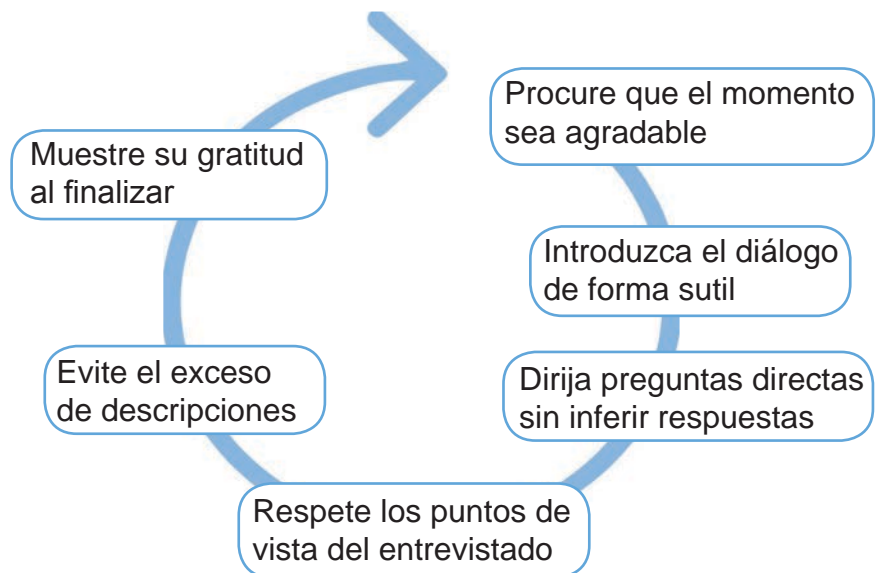 Procure que el momento
sea agradable
Introduzca el diálogo
de forma sutil
Dirija preguntas directas
sin inferir respuestas
Respete los puntos de
vista del entrevistado
Evite el exceso
de descripciones
Muestre su gratitud
al finalizar